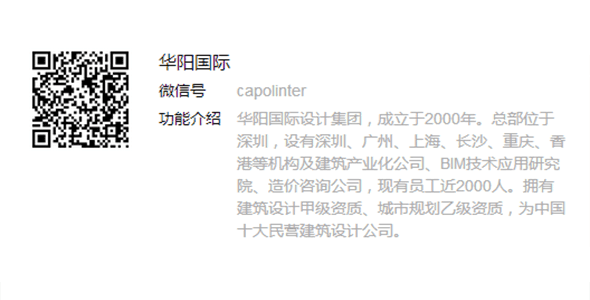 华阳国际
微信号 capolinter
功能介绍 华阳国际设计集团，成立于2000年。总部位于
深圳，设有深圳、广州、上海、长沙、重庆、香
港等机构及建筑产业化公司、BIM技术应用研究
院、造价咨询公司，现有员工近2000人。拥有
建筑设计甲级资质、城市规划乙级资质，为中国
十大民营建筑设计公司。